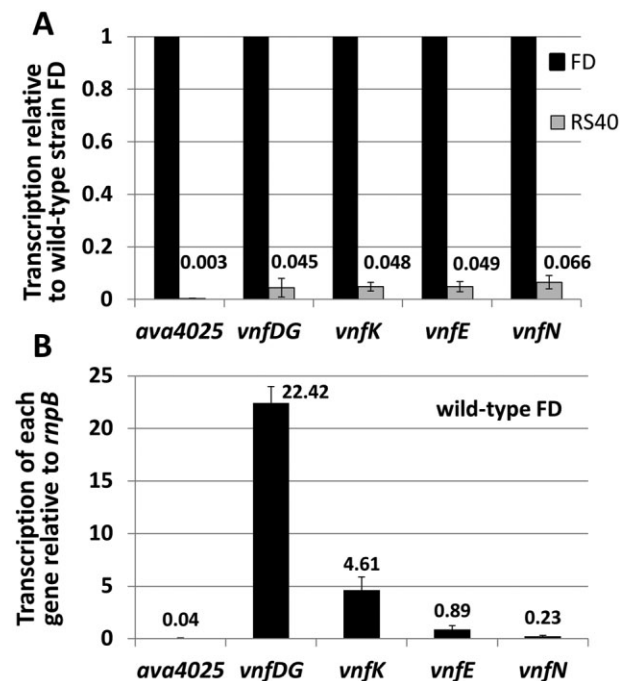 A
Transcription relative
to wild-type strain FD
1
0.8
0.6
0.4
0.2
0
FD
RS40
0.003
0.045
0.048
0.049
0.066
ava4025
vnfDG
vnfK
vnfE
vnfN
B
Transcription of each
gene relative to rnpB
25
20
15
10
5
0
wild-type FD
0.04
22.42
4.61
0.89
0.23
ava4025
vnfDG
vnfK
vnfE
vnfN